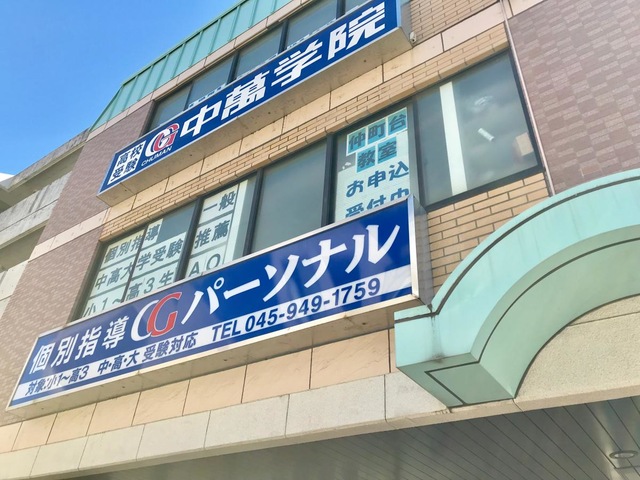 高校
受験
CG
CHUMAN
中萬学院
仲町台
教室
お申込
受付中
個別指導
中高大学受験
小1～高3生
一般
推薦
AO
個別指導 CG パーソナル
対象:小1～高3 中・高・大 受験対応 TEL 045-949-1759